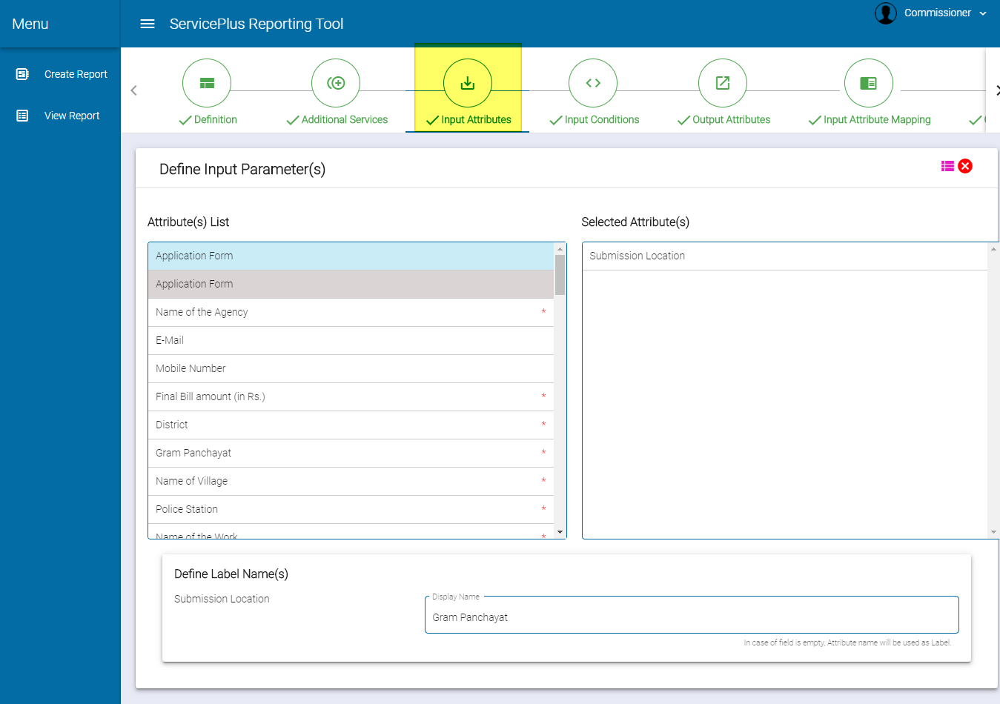 Menu
ServicePlus Reporting Tool
Commissioner
Create Report
View Report
Definition
Additional Services
Input Attributes
Input Conditions
Output Attributes
Input Attribute Mapping
Define Input Parameter(s)
Attribute(s) List
Selected Attribute(s)
Application Form
Application Form
Name of the Agency *
E-Mail
Mobile Number
Final Bill amount (in Rs.) *
District *
Gram Panchayat *
Name of Village *
Police Station *
Name of the Work *
Submission Location
Define Label Name(s)
Submission Location
Display Name
Gram Panchayat
In case of field is empty, Attribute name will be used as Label.